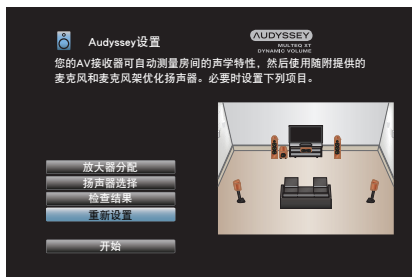 Audyssey设置
AUDYSSEY
MULTEQ XT
DYNAMIC VOLUME
您的AV接收器可自动测量房间的声学特性，然后使用随附提供的
麦克风和麦克风架优化扬声器。必要时设置下列项目。
放大器分配
扬声器选择
检查结果
重新设置
开始